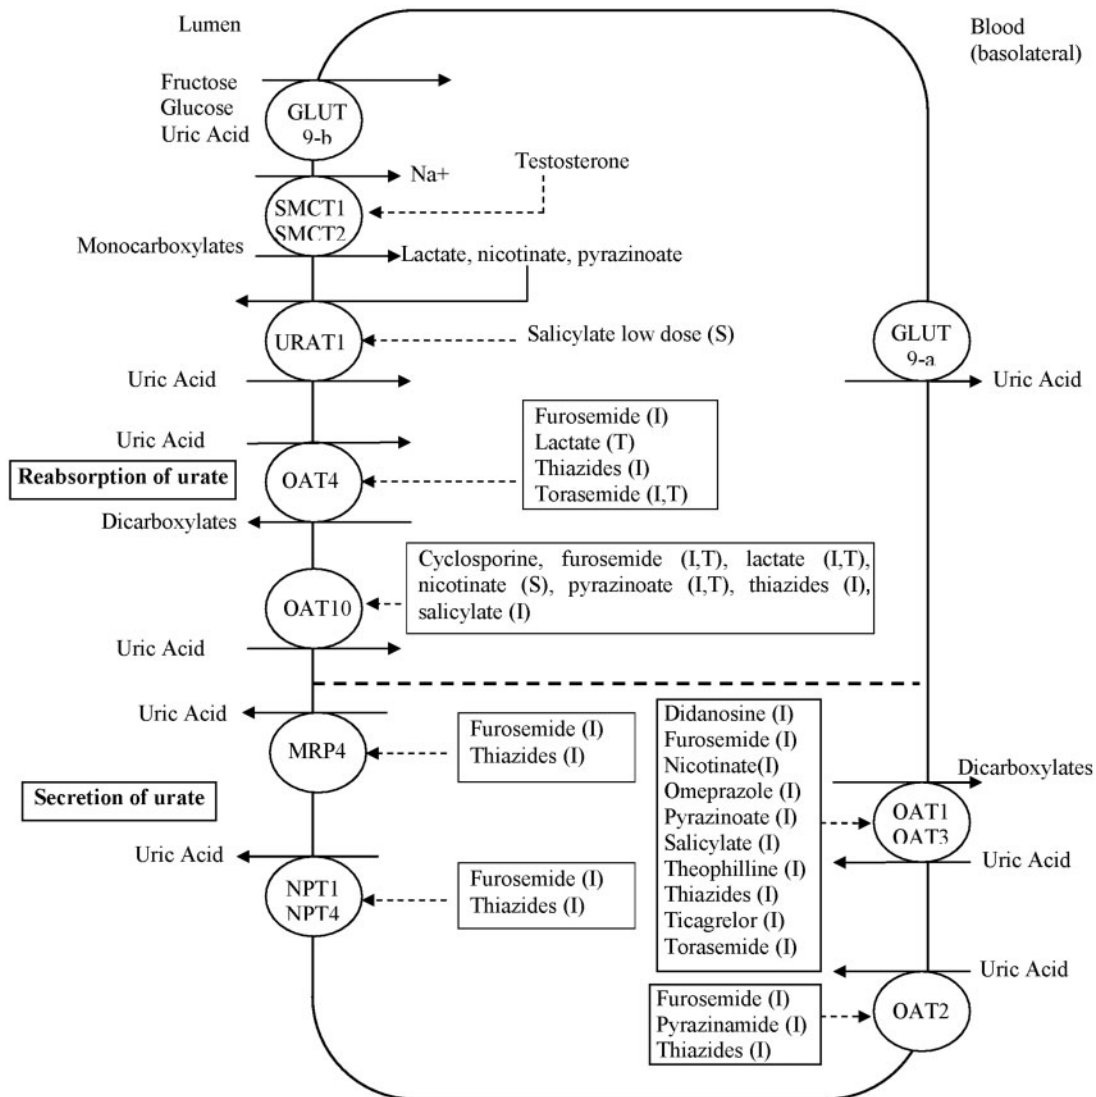 Lumen
Blood
(basolateral)
Fructose
Glucose
Uric Acid
GLUT
9-b
Na+
Testosterone
SMCT1
SMCT2
Monocarboxylates
Lactate, nicotinate, pyrazinoate
URAT1
Salicylate low dose (S)
GLUT
9-a
Uric Acid
Uric Acid
Uric Acid
Furosemide (I)
Lactate (T)
Thiazides (I)
Torasemide (I,T)
Reabsorption of urate
OAT4
Dicarboxylates
Cyclosporine, furosemide (I,T), lactate (I,T),
nicotinate (S), pyrazinoate (I,T), thiazides (I),
salicylate (I)
OAT10
Uric Acid
Uric Acid
MRP4
Furosemide (I)
Thiazides (I)
Didanosine (I)
Furosemide (I)
Nicotinate(I)
Omeprazole (I)
Pyrazinoate (I)
Salicylate (I)
Theophilline (I)
Thiazides (I)
Ticagrelor (I)
Torasemide (I)
Dicarboxylates
OAT1
OAT3
Uric Acid
Secretion of urate
Uric Acid
NPT1
NPT4
Furosemide (I)
Thiazides (I)
Uric Acid
Furosemide (I)
Pyrazinamide (I)
Thiazides (I)
OAT2